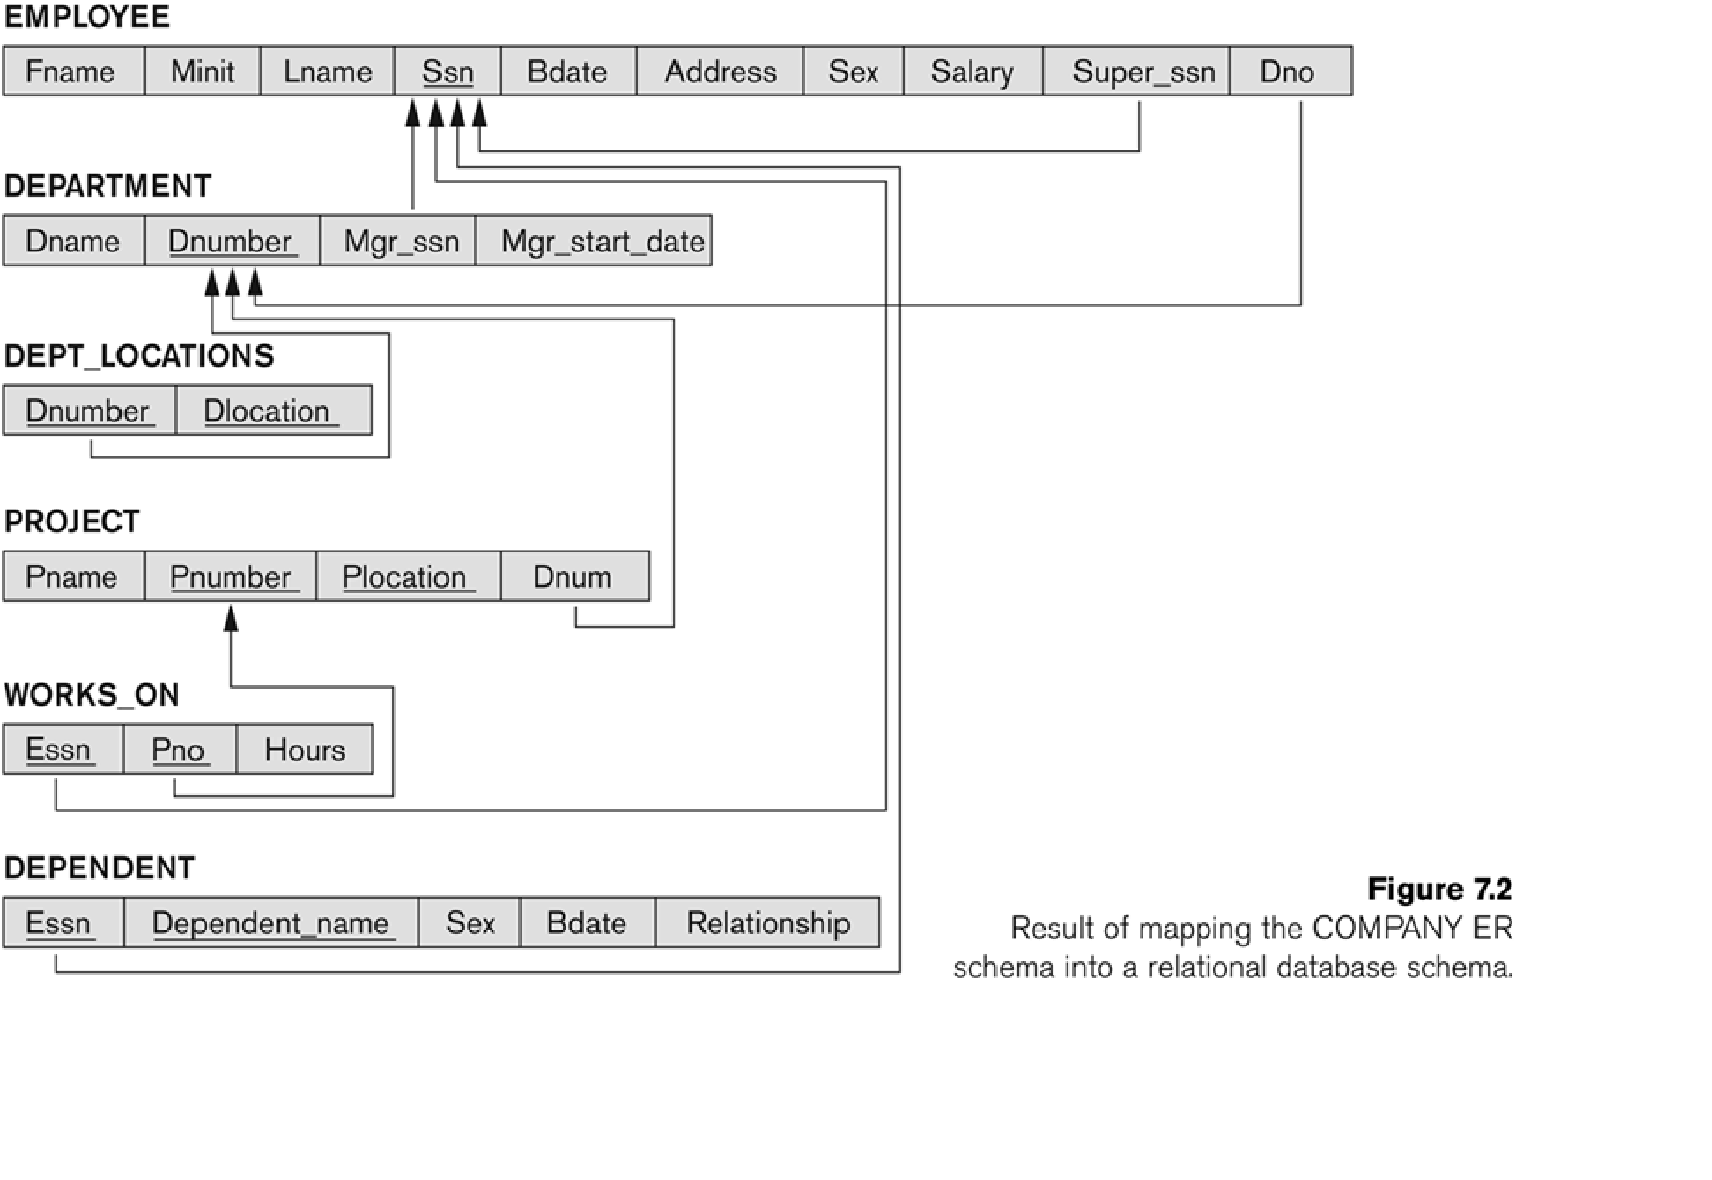 EMPLOYEE
Fname Minit Lname Ssn Bdate Address Sex Salary Super_ssn Dno
DEPARTMENT
Dname Dnumber Mgr_ssn Mgr_start_date
DEPT_LOCATIONS
Dnumber Dlocation
PROJECT
Pname Pnumber Plocation Dnum
WORKS_ON
Essn Pno Hours
DEPENDENT
Essn Dependent_name Sex Bdate Relationship
Figure 7.2
Result of mapping the COMPANY ER
schema into a relational database schema.